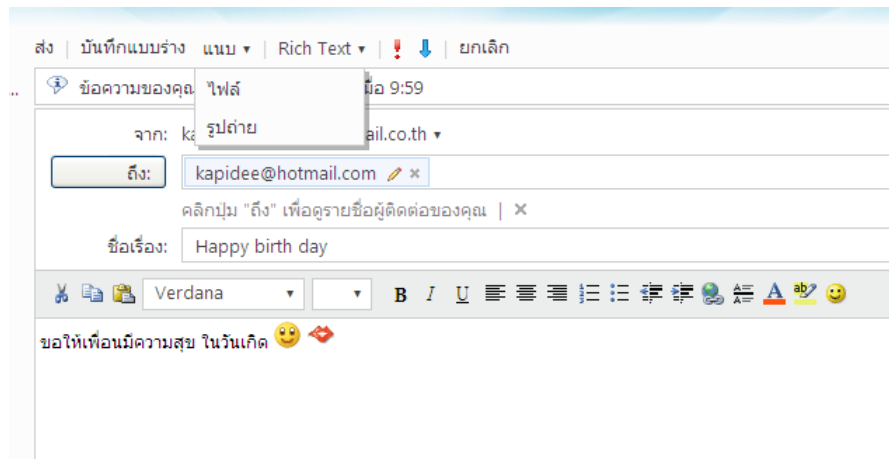 ส่ง | บันทึกแบบร่าง แนบ | Rich Text | ยกเลิก
ข้อความของคุณ
ไฟล์
9:59
รูปถ่าย
จาก: ail.co.th
ถึง: kapidee@hotmail.com
คลิกปุ่ม "ถึง" เพื่อดูรายชื่อผู้ติดต่อของคุณ | ×
ชื่อเรื่อง: Happy birth day
Verdana B I U A ab
ขอให้เพื่อนมีความสุข ในวันเกิด